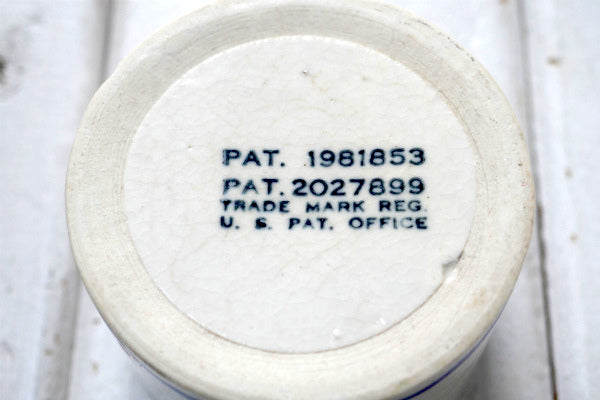 PAT. 1981853
PAT. 2027899
TRADE MARK REG.
U. S. PAT. OFFICE